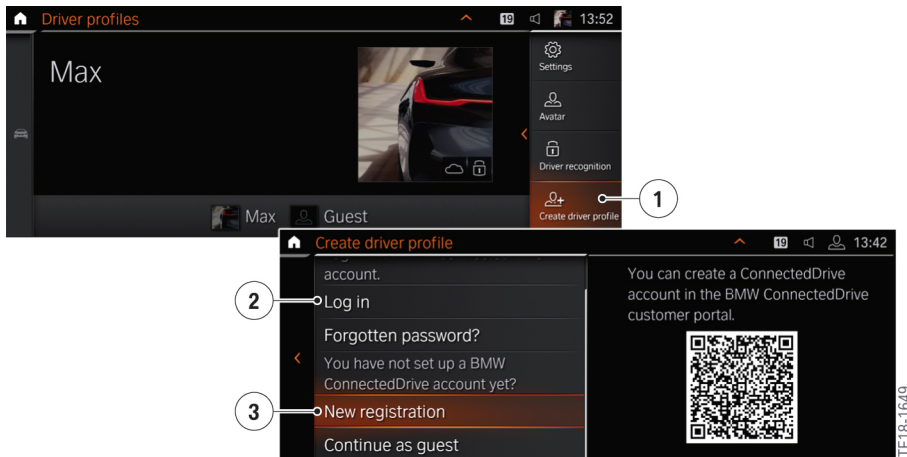 Driver profiles
19
13:52
Max
Settings
Avatar
Driver recognition
Create driver profile
Max
Guest
1
Create driver profile
19
13:42
account.
2
Log in
Forgotten password?
You have not set up a BMW
ConnectedDrive account yet?
3
New registration
Continue as guest
You can create a ConnectedDrive
account in the BMW ConnectedDrive
customer portal.
TF18-1649